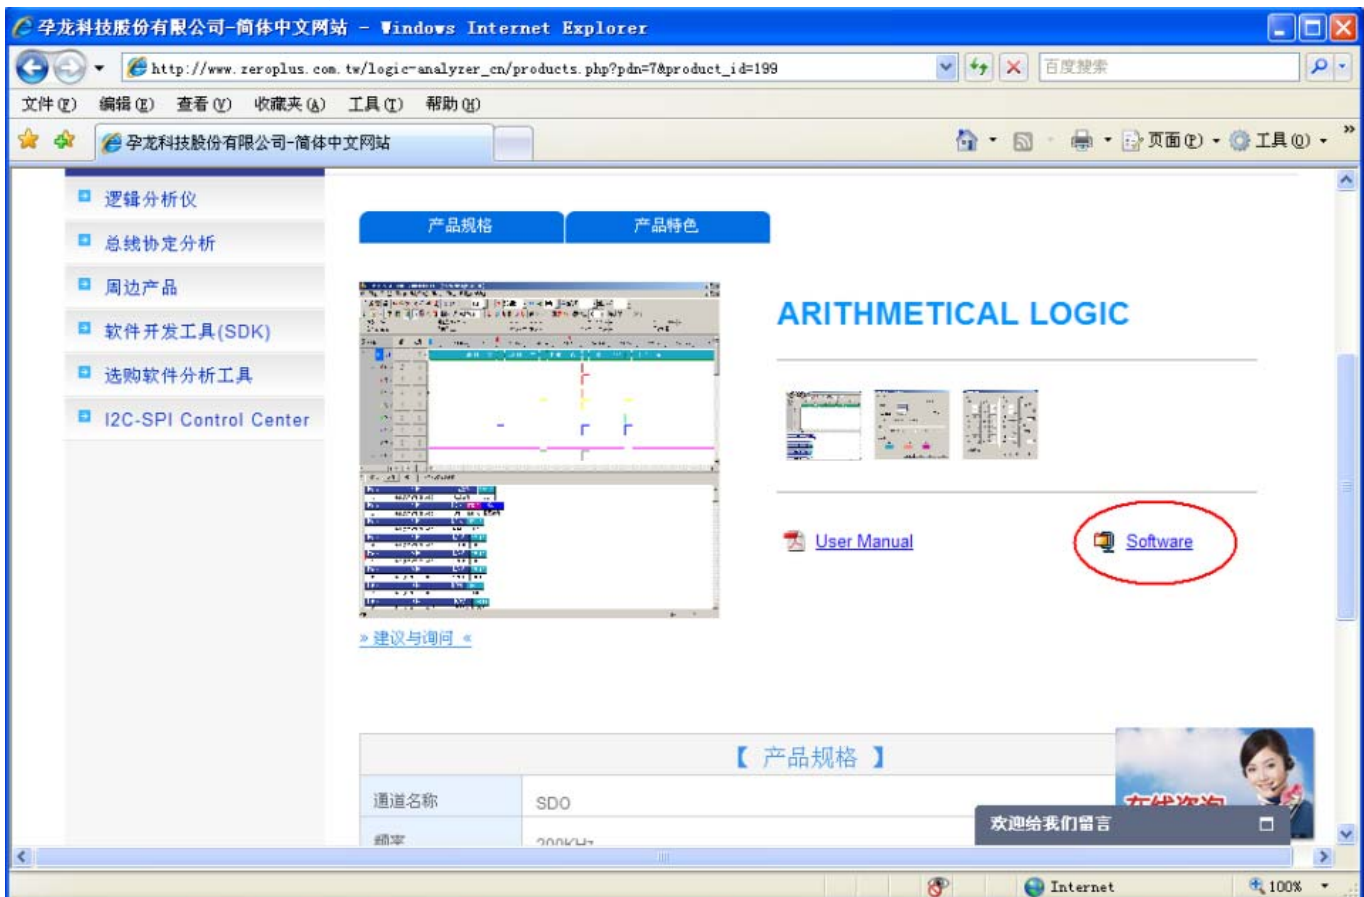 孕龙科技股份有限公司-简体中文网站 - Windows Internet Explorer
http://www.zeroplus.com.tw/logic-analyzer_cn/products.php?pdn=7&product_id=199
百度搜索
文件(F) 编辑(E) 查看(V) 收藏夹(A) 工具(T) 帮助(H)
孕龙科技股份有限公司-简体中文网站
页面(P) 工具(O)
逻辑分析仪
总线协定分析
周边产品
软件开发工具(SDK)
选购软件分析工具
I2C-SPI Control Center
产品规格 产品特色
ARITHMETICAL LOGIC
User Manual Software
» 建议与询问 «
【 产品规格 】
通道名称 SDO
频率 200KHz
在线咨询
欢迎给我们留言
Internet 100%